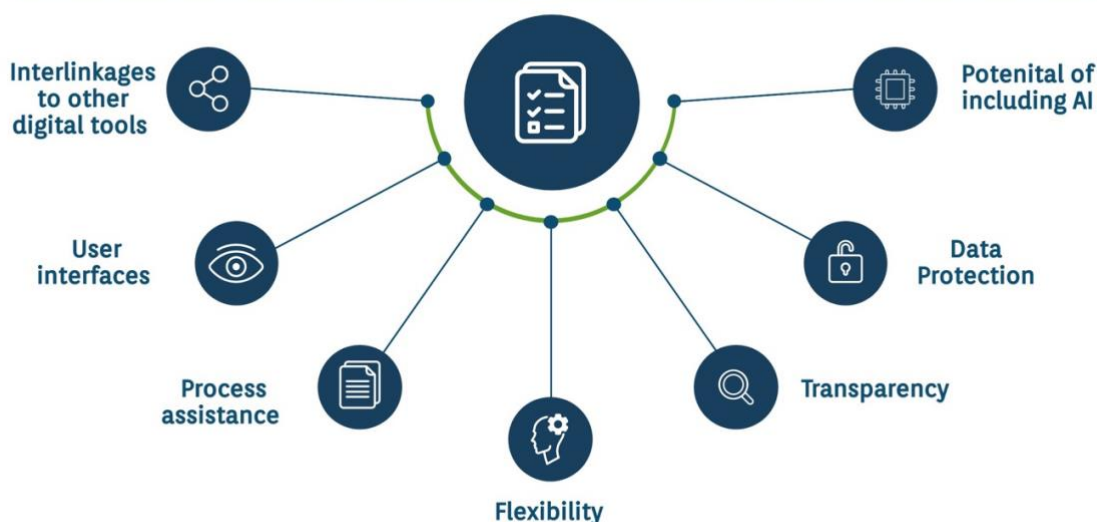 Interlinkages
to other
digital tools
Potenital of
including AI
User
interfaces
Data
Protection
Process
assistance
Transparency
Flexibility